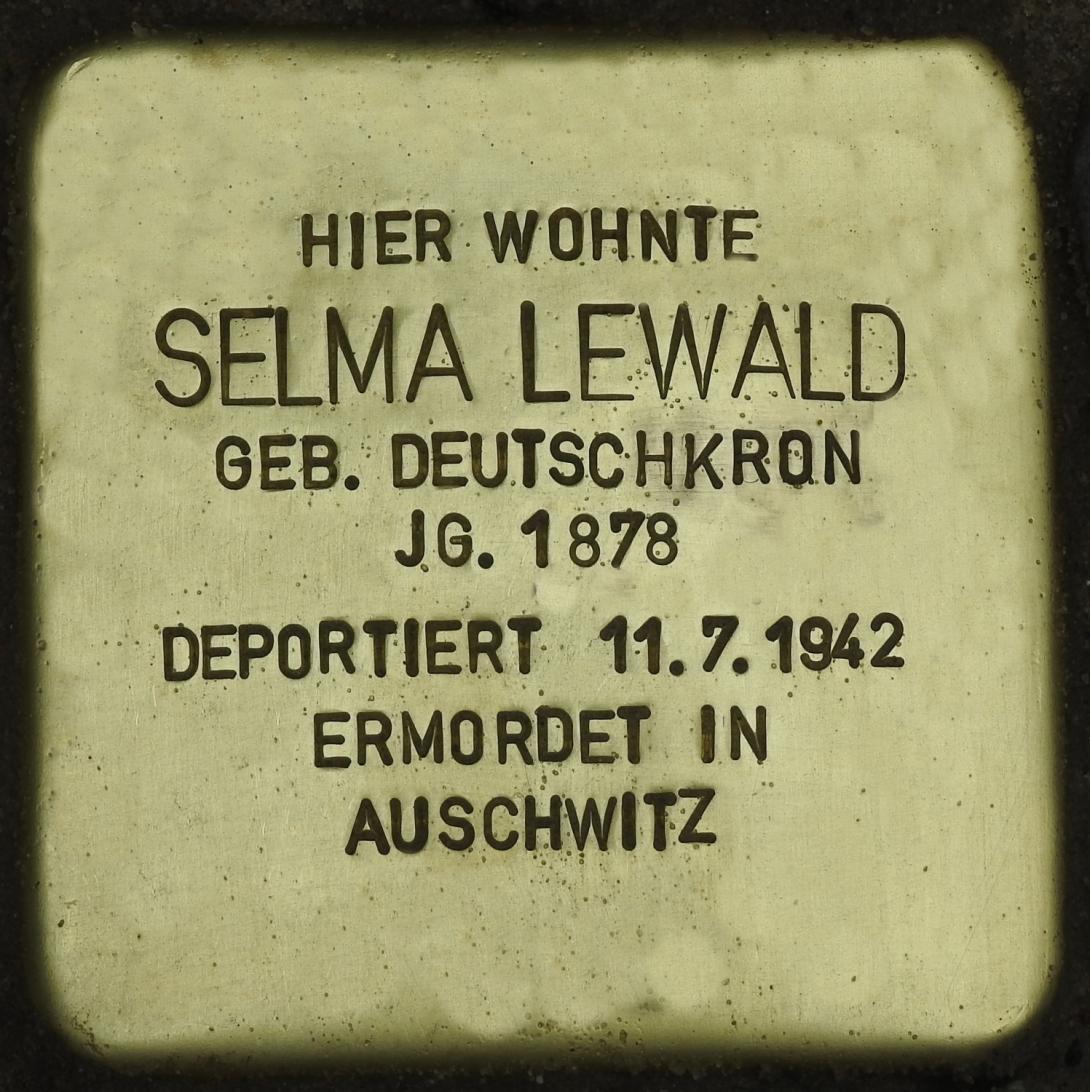 HIER WOHNTE
SELMA LEWALD
GEB. DEUTSCHKRON
JG. 1878
DEPORTIERT 11.7.1942
ERMORDET IN
AUSCHWITZ